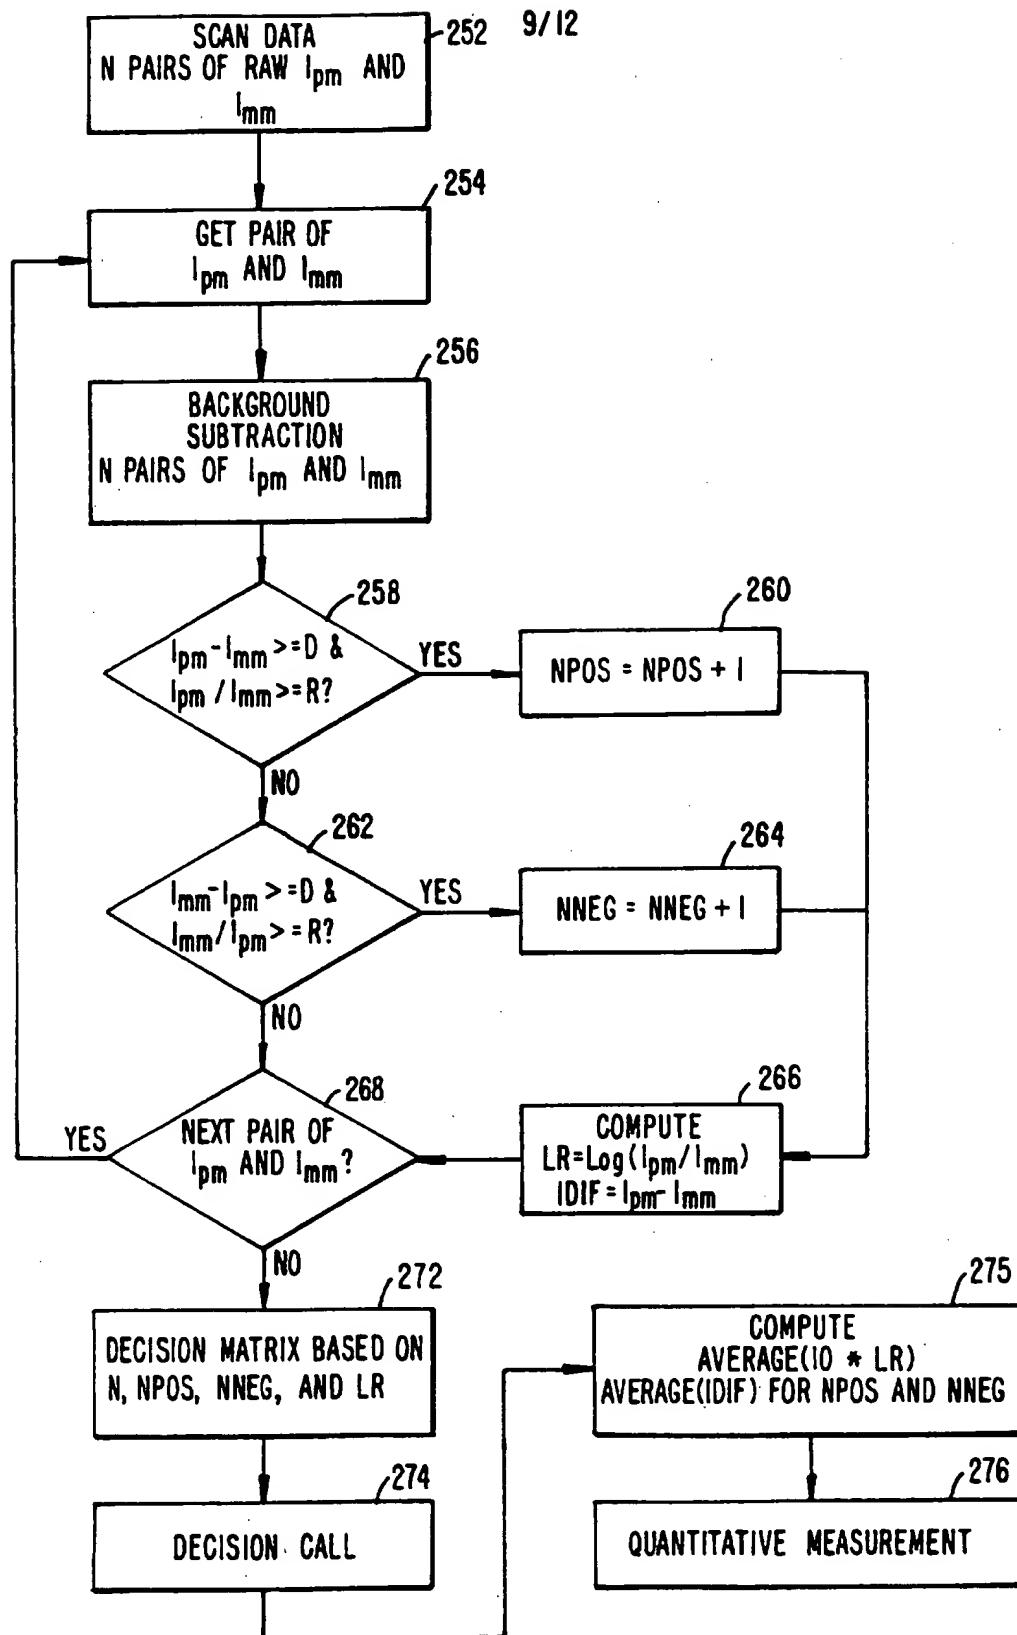 9/12
SCAN DATA
N PAIRS OF RAW Ipm AND
Imm
252
GET PAIR OF
Ipm AND Imm
254
BACKGROUND
SUBTRACTION
N PAIRS OF Ipm AND Imm
256
Ipm-Imm>=D &
Ipm/Imm>=R?
258
YES
NO
NPOS = NPOS + 1
260
Imm-Ipm>=D &
Imm/Ipm>=R?
262
YES
NO
NNEG = NNEG + 1
264
COMPUTE
LR=Log(Ipm/Imm)
IDIF=Ipm-Imm
266
NEXT PAIR OF
Ipm AND Imm?
268
YES
NO
DECISION MATRIX BASED ON
N, NPOS, NNEG, AND LR
272
DECISION CALL
274
COMPUTE
AVERAGE(10 * LR)
AVERAGE(IDIF) FOR NPOS AND NNEG
275
QUANTITATIVE MEASUREMENT
276